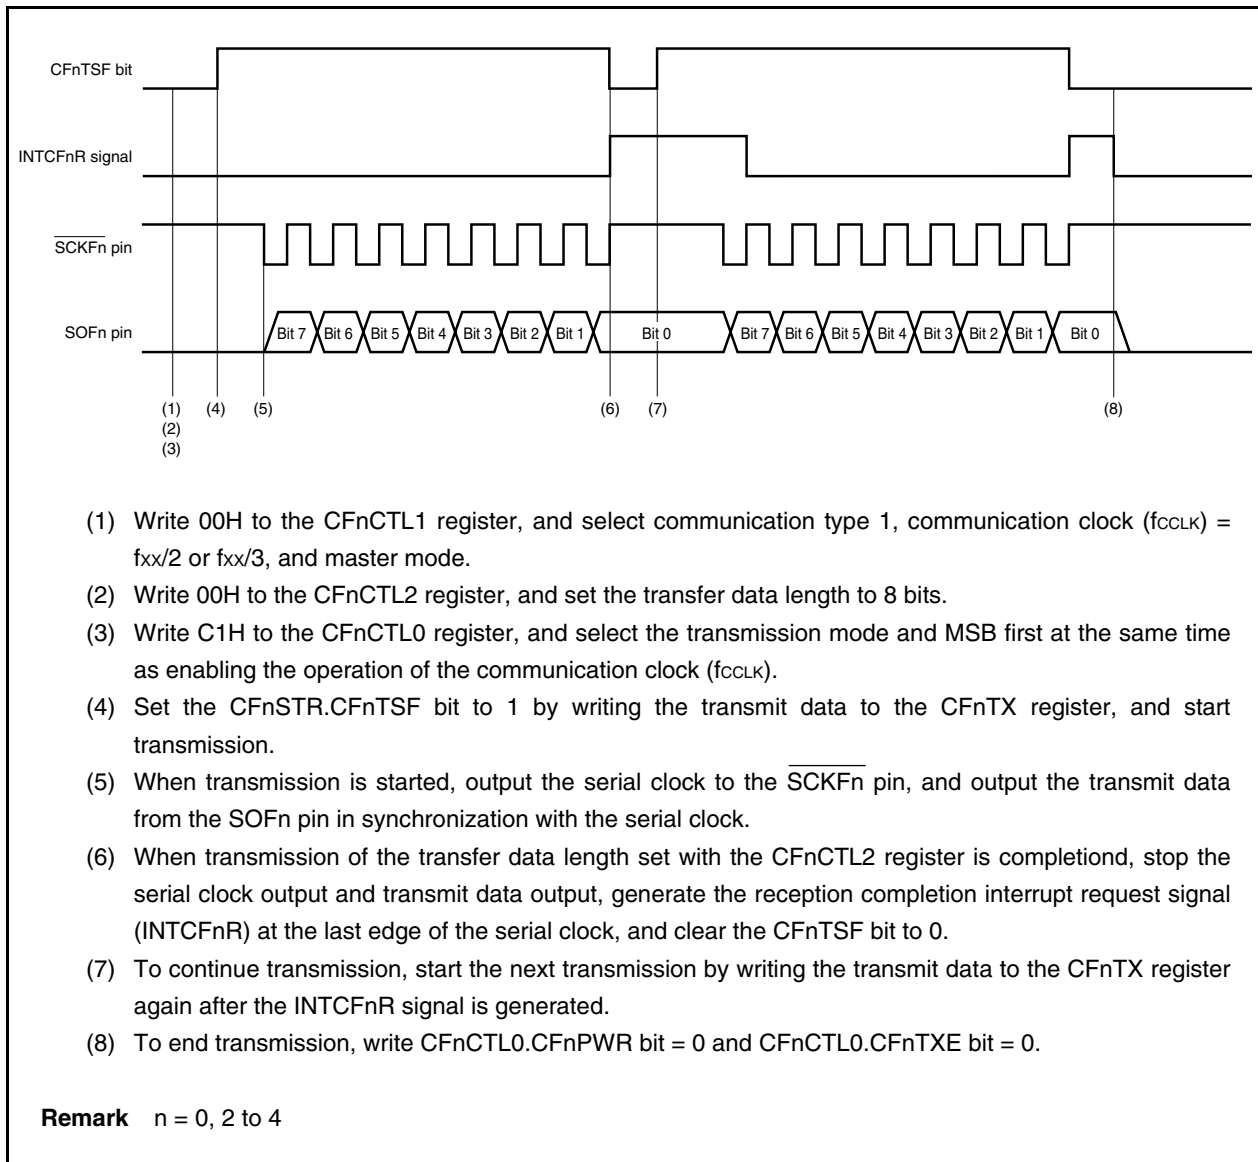 CFnTSF bit
INTCFnR signal
SCKFn pin
SOFn pin
Bit 7 Bit 6 Bit 5 Bit 4 Bit 3 Bit 2 Bit 1 Bit 0 Bit 7 Bit 6 Bit 5 Bit 4 Bit 3 Bit 2 Bit 1 Bit 0
(1) (4) (5) (6) (7) (8)
(2)
(3)
(1) Write 00H to the CFnCTL1 register, and select communication type 1, communication clock (fCCLK) =
fxx/2 or fxx/3, and master mode.
(2) Write 00H to the CFnCTL2 register, and set the transfer data length to 8 bits.
(3) Write C1H to the CFnCTL0 register, and select the transmission mode and MSB first at the same time
as enabling the operation of the communication clock (fCCLK).
(4) Set the CFnSTR.CFnTSF bit to 1 by writing the transmit data to the CFnTX register, and start
transmission.
(5) When transmission is started, output the serial clock to the SCKFn pin, and output the transmit data
from the SOFn pin in synchronization with the serial clock.
(6) When transmission of the transfer data length set with the CFnCTL2 register is completiond, stop the
serial clock output and transmit data output, generate the reception completion interrupt request signal
(INTCFnR) at the last edge of the serial clock, and clear the CFnTSF bit to 0.
(7) To continue transmission, start the next transmission by writing the transmit data to the CFnTX register
again after the INTCFnR signal is generated.
(8) To end transmission, write CFnCTL0.CFnPWR bit = 0 and CFnCTL0.CFnTXE bit = 0.
Remark n = 0, 2 to 4